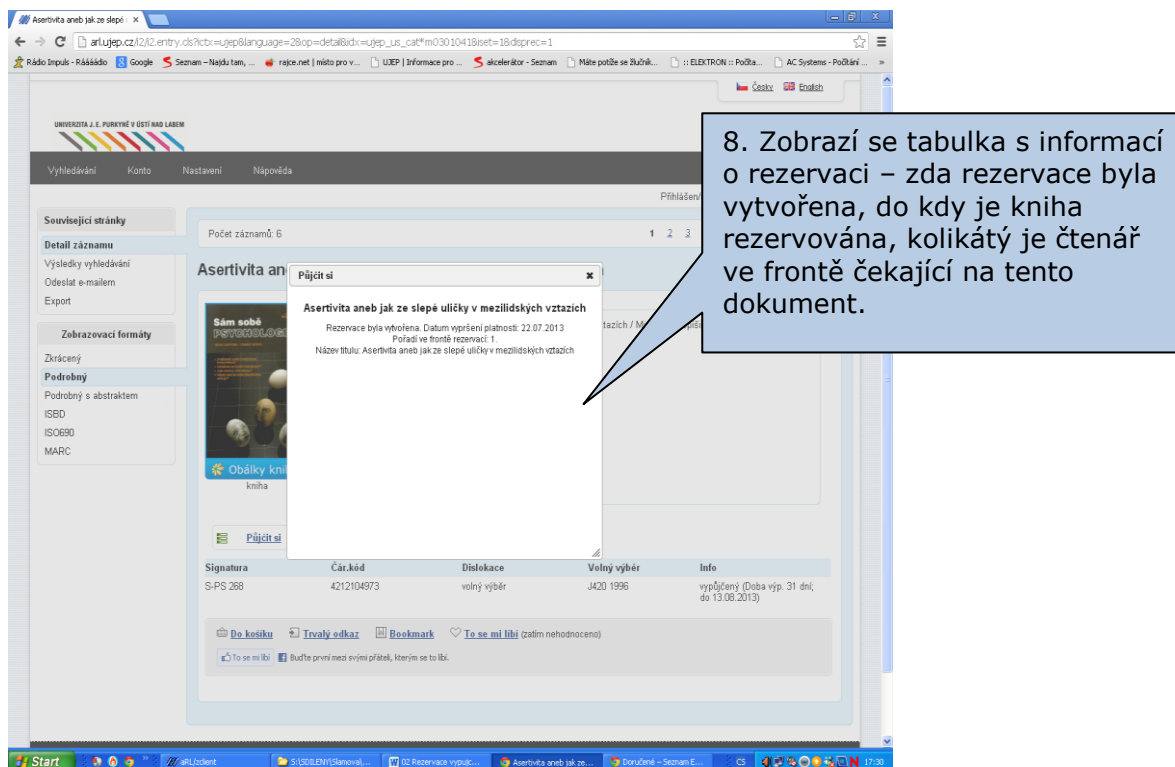 Asertivita aneb jak ze slepé
arl.ujep.cz/i2/i2.entry.cls?ictx=ujep&language=2&op=detail&idx=ujep_us_cat*m0301041&iset=1&disprec=1
Rádio Impuls - Ráááádio Google Seznam – Najdu tam, ... rajce.net | místo pro v... UJEP | Informace pro ... akcelerátor - Seznam Máte potíže se žlučník... :: ELEKTRON :: Počíta... AC Systems - Počítání ... »
Česky English
UNIVERZITA J. E. PURKYNĚ V ÚSTÍ NAD LABEM
Vyhledávání Konto Nastavení Nápověda
Přihlášen/
Související stránky
Detail záznamu
Výsledky vyhledávání
Odeslat e-mailem
Export
Zobrazovací formáty
Zkrácený
Podrobný
Podrobný s abstraktem
ISBD
ISO690
MARC
Počet záznamů: 6 1 2 3
Asertivita an
Sám sobě
PSYCHOLOGE
Obálky kni
kniha
tazích / M
Půjčit si
Asertivita aneb jak ze slepé uličky v mezilidských vztazích
Rezervace byla vytvořena. Datum vypršení platnosti: 22.07.2013
Pořadí ve frontě rezervací: 1.
Název titulu: Asertivita aneb jak ze slepé uličky v mezilidských vztazích
8. Zobrazí se tabulka s informací
o rezervaci – zda rezervace byla
vytvořena, do kdy je kniha
rezervována, kolikátý je čtenář
ve frontě čekající na tento
dokument.
Půjčit si
Signatura Čár.kód Dislokace Volný výběr Info
S-PS 268 4212104973 volný výběr J420 1996 vypůjčený (Doba výp. 31 dní;
do 13.08.2013)
Do košíku Trvalý odkaz Bookmark To se mi líbí (zatím nehodnoceno)
To se mi líbí Buďte první mezi svými přáteli, kterým se to líbí.
Start aRL/zclient S:\SDILENY\Slamova\... 02 Rezervace vypujc... Asertivita aneb jak ze... Doručené – Seznam E... CS 17:30